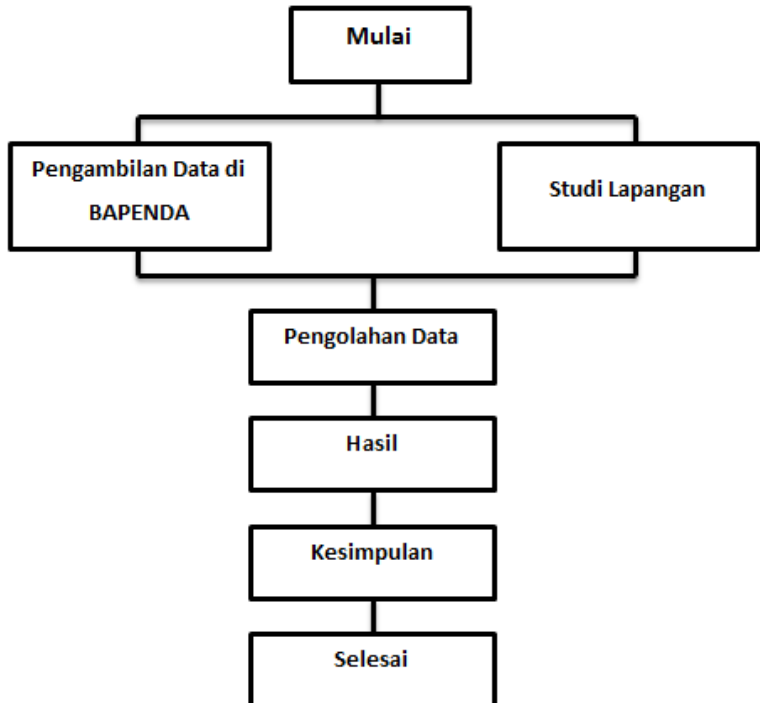 Mulai
Pengambilan Data di
BAPENDA
Studi Lapangan
Pengolahan Data
Hasil
Kesimpulan
Selesai